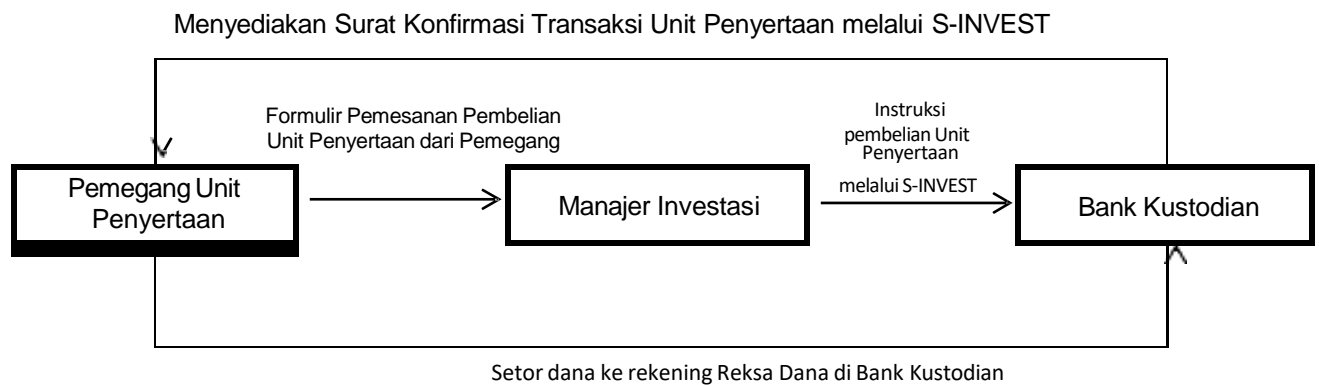 Menyediakan Surat Konfirmasi Transaksi Unit Penyertaan melalui S-INVEST
Formulir Pemesanan Pembelian
Unit Penyertaan dari Pemegang
Instruksi
pembelian Unit
Penyertaan
melalui S-INVEST
Pemegang Unit
Penyertaan
Manajer Investasi
Bank Kustodian
Setor dana ke rekening Reksa Dana di Bank Kustodian